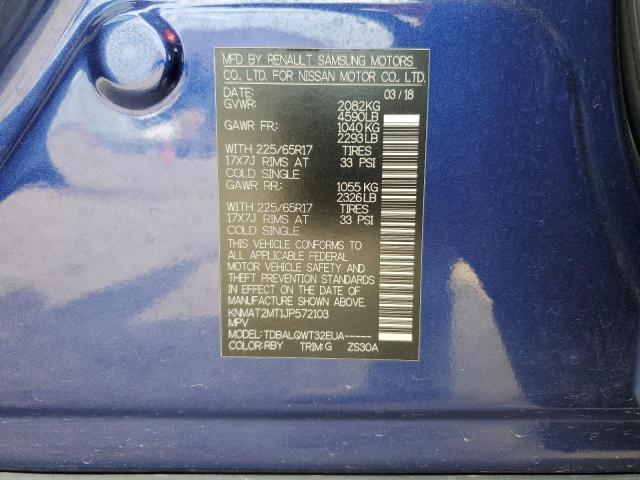 MFD BY RENAULT SAMSUNG MOTORS
CO., LTD. FOR NISSAN MOTOR CO., LTD.
DATE: 03/18
GVWR: 2082KG
4590LB
GAWR FR: 1040 KG
2293LB
WITH 225/65R17 TIRES
17X7J RIMS AT 33 PSI
COLD SINGLE
GAWR RR: 1055 KG
2326LB
WITH 225/65R17 TIRES
17X7J RIMS AT 33 PSI
COLD SINGLE
THIS VEHICLE CONFORMS TO
ALL APPLICABLE FEDERAL
MOTOR VEHICLE SAFETY AND
THEFT PREVENTION STANDARDS
IN EFFECT ON THE DATE OF
MANUFACTURE SHOWN ABOVE.
KNMAT2MT1JP572103
MPV
MODEL: TDBALQWT32EUA-----
COLOR:RBY TRIM:G ZS30A